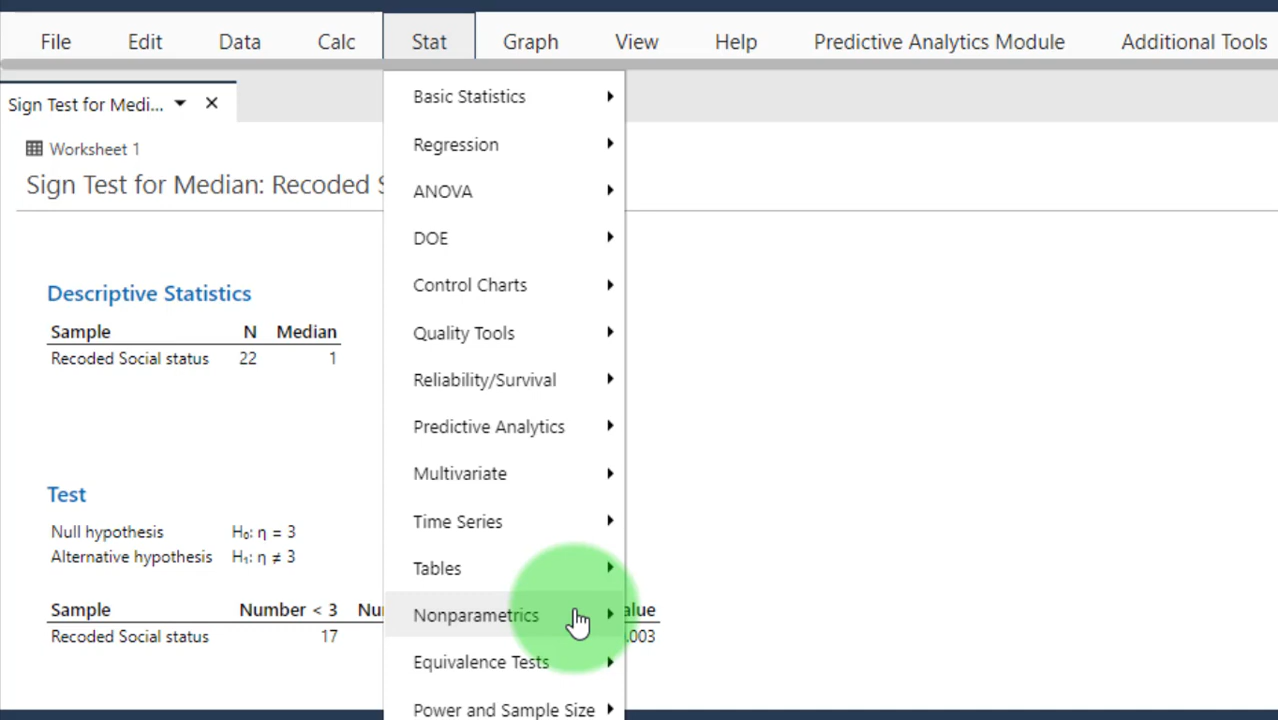 File Edit Data Calc Stat Graph View Help Predictive Analytics Module Additional Tools
Sign Test for Medi...
Worksheet 1
Sign Test for Median: Recoded S
Descriptive Statistics
Sample N Median
Recoded Social status 22 1
Test
Null hypothesis H₀: η = 3
Alternative hypothesis H₁: η ≠ 3
Sample Number < 3 alue
Recoded Social status 17 .003
Basic Statistics
Regression
ANOVA
DOE
Control Charts
Quality Tools
Reliability/Survival
Predictive Analytics
Multivariate
Time Series
Tables
Nonparametrics
Equivalence Tests
Power and Sample Size